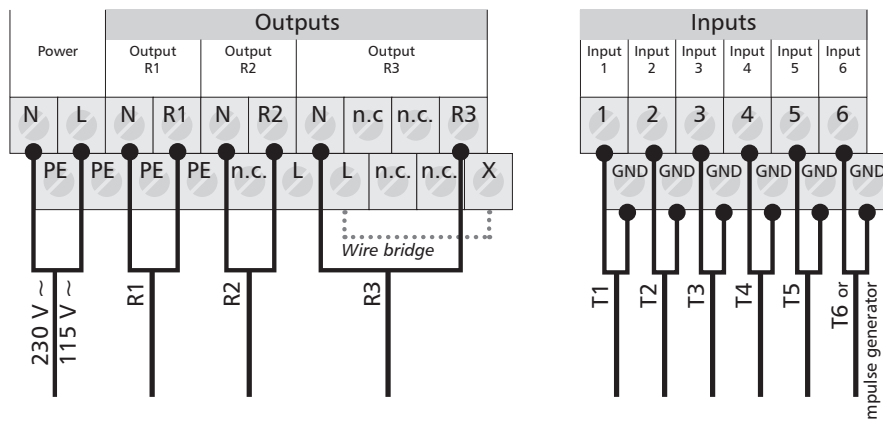 Outputs
Power
Output
R1
Output
R2
Output
R3
N L N R1 N R2 N n.c n.c. R3
PE PE PE PE n.c. L L n.c. n.c. X
Wire bridge
230 V ~
115 V ~
R1
R2
R3
Inputs
Input
1
Input
2
Input
3
Input
4
Input
5
Input
6
1 2 3 4 5 6
GND GND GND GND GND GND
T1
T2
T3
T4
T5
T6 or
mpulse generator